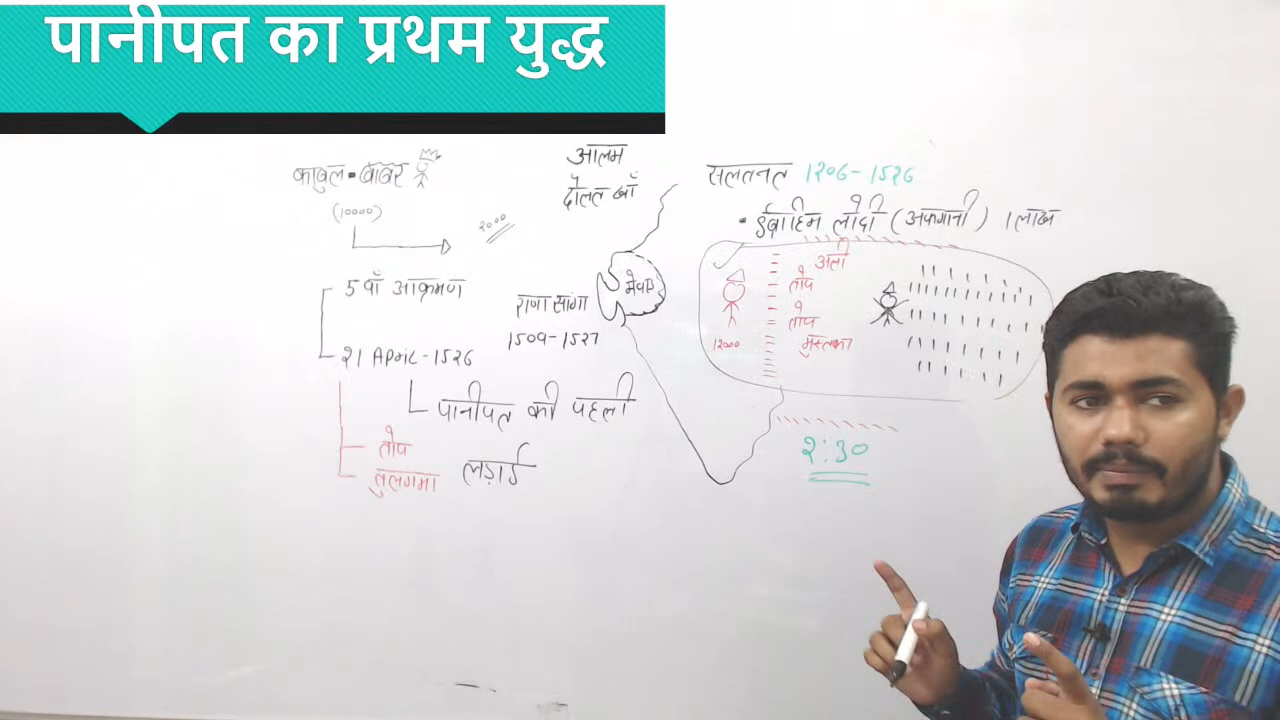 पानीपत का प्रथम युद्ध
काबुल - बाबर
(10000)
2000
5 वाँ आक्रमण
21 April - 1526
पानीपत की पहली
लड़ाई
तोप
तुलगमा
आलम
दौलत खाँ
राणा सांगा
1509-1527
मेवाड़
सल्तनत 1206-1526
इब्राहिम लोदी (अफगानी) 1 लाख
अली
तोप
तोप
मुस्तफा
12000
2:30